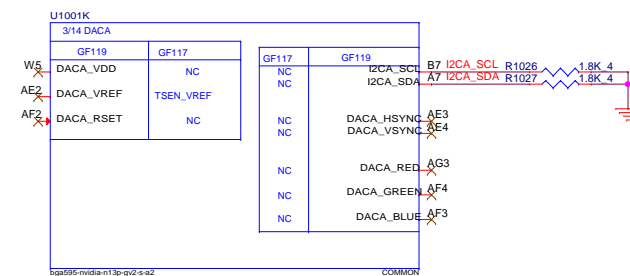 U1001K
3/14 DACA
GF119 GF117
GF117 GF119
W5 DACA_VDD NC
NC I2CA_SCL B7 I2CA_SCL R1026 1.8K_4
NC I2CA_SDA A7 I2CA_SDA R1027 1.8K_4
AE2 DACA_VREF TSEN_VREF
AF2 DACA_RSET NC
NC DACA_HSYNC AE3
NC DACA_VSYNC AE4
NC DACA_RED AG3
NC DACA_GREEN AF4
NC DACA_BLUE AF3
bga595-nvidia-n13p-gv2-s-a2 COMMON